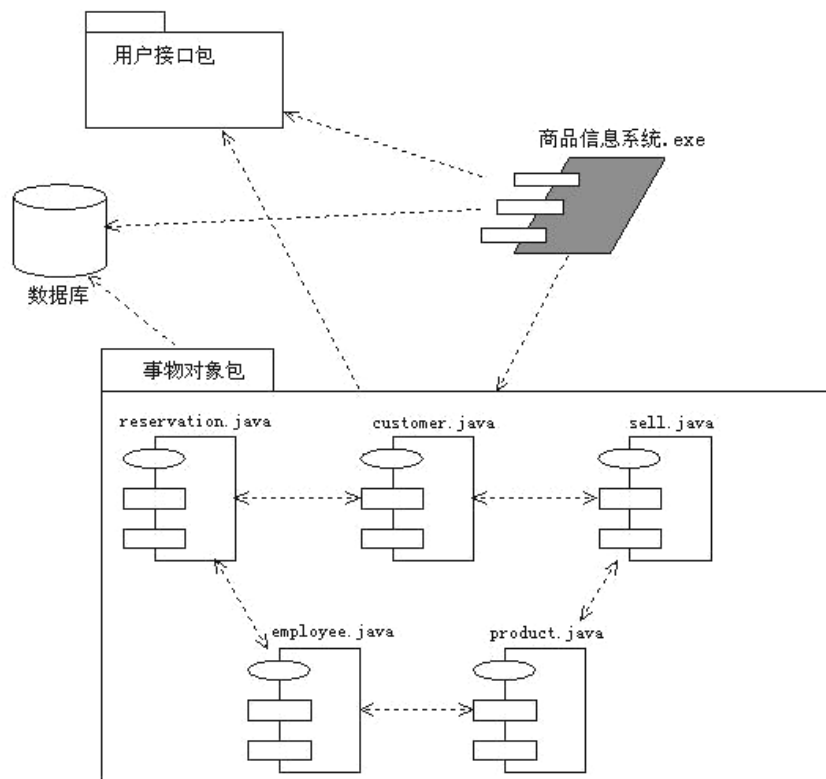 用户接口包
商品信息系统.exe
数据库
事物对象包
reservation.java
customer.java
sell.java
employee.java
product.java